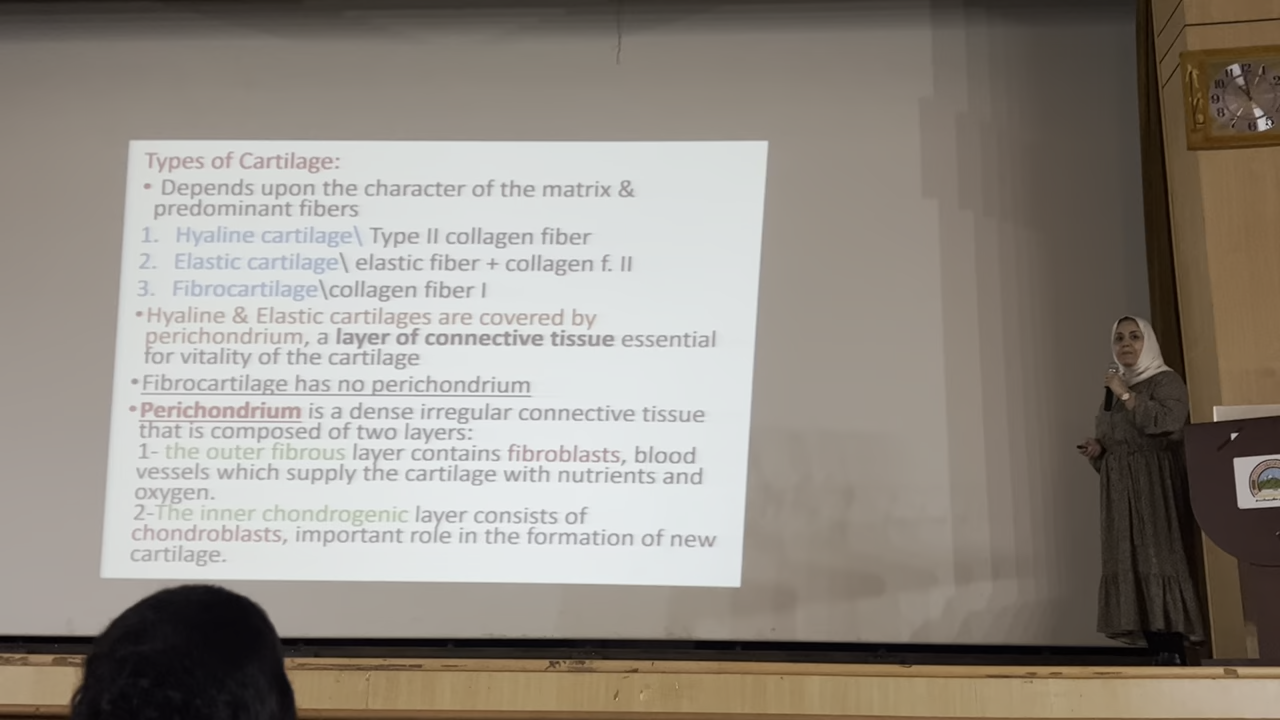 Types of Cartilage:
• Depends upon the character of the matrix &
predominant fibers
1. Hyaline cartilage\ Type II collagen fiber
2. Elastic cartilage\ elastic fiber + collagen f. II
3. Fibrocartilage\collagen fiber I
•Hyaline & Elastic cartilages are covered by
perichondrium, a layer of connective tissue essential
for vitality of the cartilage
•Fibrocartilage has no perichondrium
•Perichondrium is a dense irregular connective tissue
that is composed of two layers:
1- the outer fibrous layer contains fibroblasts, blood
vessels which supply the cartilage with nutrients and
oxygen.
2-The inner chondrogenic layer consists of
chondroblasts, important role in the formation of new
cartilage.